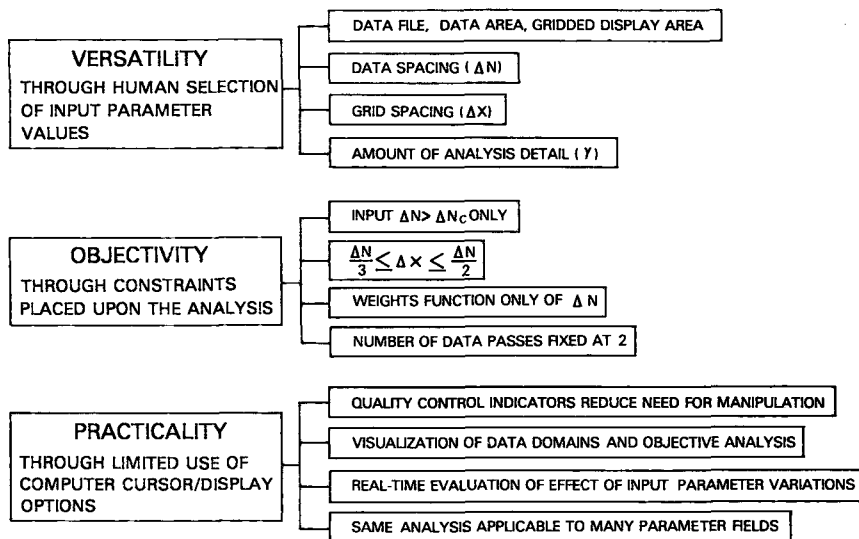 VERSATILITY
THROUGH HUMAN SELECTION
OF INPUT PARAMETER
VALUES
DATA FILE, DATA AREA, GRIDDED DISPLAY AREA
DATA SPACING (ΔN)
GRID SPACING (ΔX)
AMOUNT OF ANALYSIS DETAIL (γ)
OBJECTIVITY
THROUGH CONSTRAINTS
PLACED UPON THE ANALYSIS
INPUT ΔN> ΔNc ONLY
ΔN/3 ≤ Δ X ≤ ΔN/2
WEIGHTS FUNCTION ONLY OF ΔN
NUMBER OF DATA PASSES FIXED AT 2
PRACTICALITY
THROUGH LIMITED USE OF
COMPUTER CURSOR/DISPLAY
OPTIONS
QUALITY CONTROL INDICATORS REDUCE NEED FOR MANIPULATION
VISUALIZATION OF DATA DOMAINS AND OBJECTIVE ANALYSIS
REAL-TIME EVALUATION OF EFFECT OF INPUT PARAMETER VARIATIONS
SAME ANALYSIS APPLICABLE TO MANY PARAMETER FIELDS